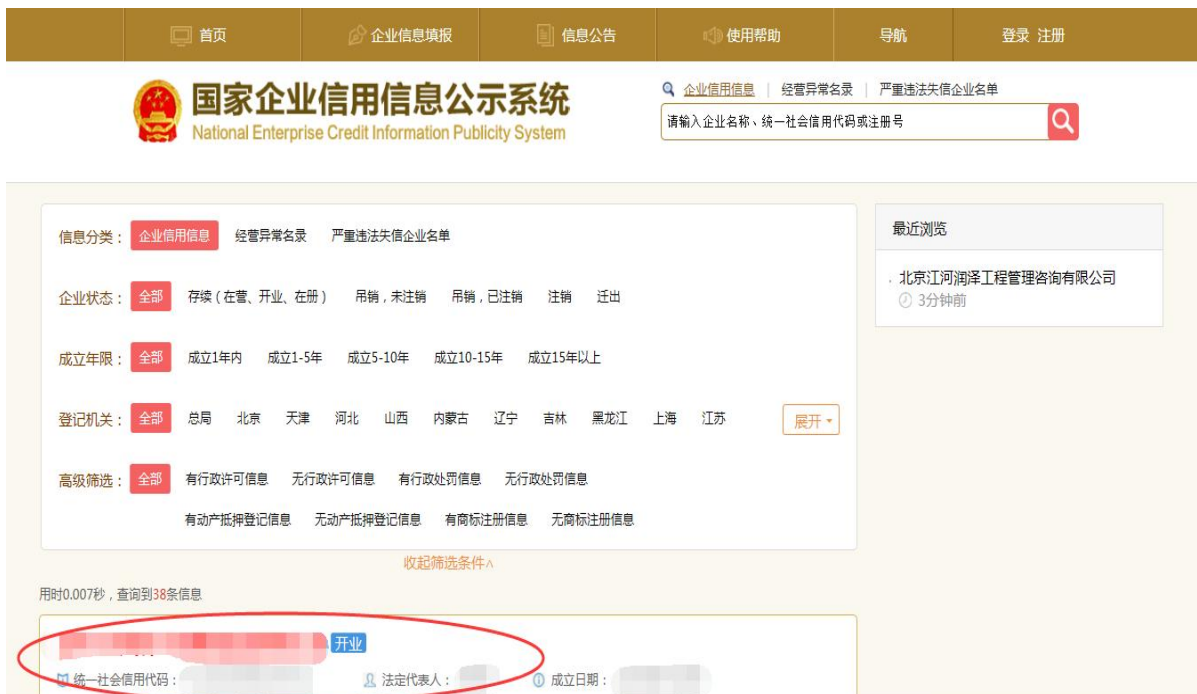 首页 企业信息填报 信息公告 使用帮助 导航 登录 注册
国家企业信用信息公示系统
National Enterprise Credit Information Publicity System
企业信用信息 | 经营异常名录 | 严重违法失信企业名单
请输入企业名称、统一社会信用代码或注册号
信息分类： 企业信用信息 经营异常名录 严重违法失信企业名单
企业状态： 全部 存续（在营、开业、在册） 吊销，未注销 吊销，已注销 注销 迁出
成立年限： 全部 成立1年内 成立1-5年 成立5-10年 成立10-15年 成立15年以上
登记机关： 全部 总局 北京 天津 河北 山西 内蒙古 辽宁 吉林 黑龙江 上海 江苏 展开
高级筛选： 全部 有行政许可信息 无行政许可信息 有行政处罚信息 无行政处罚信息
有动产抵押登记信息 无动产抵押登记信息 有商标注册信息 无商标注册信息
收起筛选条件
最近浏览
北京江河润泽工程管理咨询有限公司
3分钟前
用时0.007秒，查询到38条信息
开业
统一社会信用代码： 法定代表人： 成立日期：